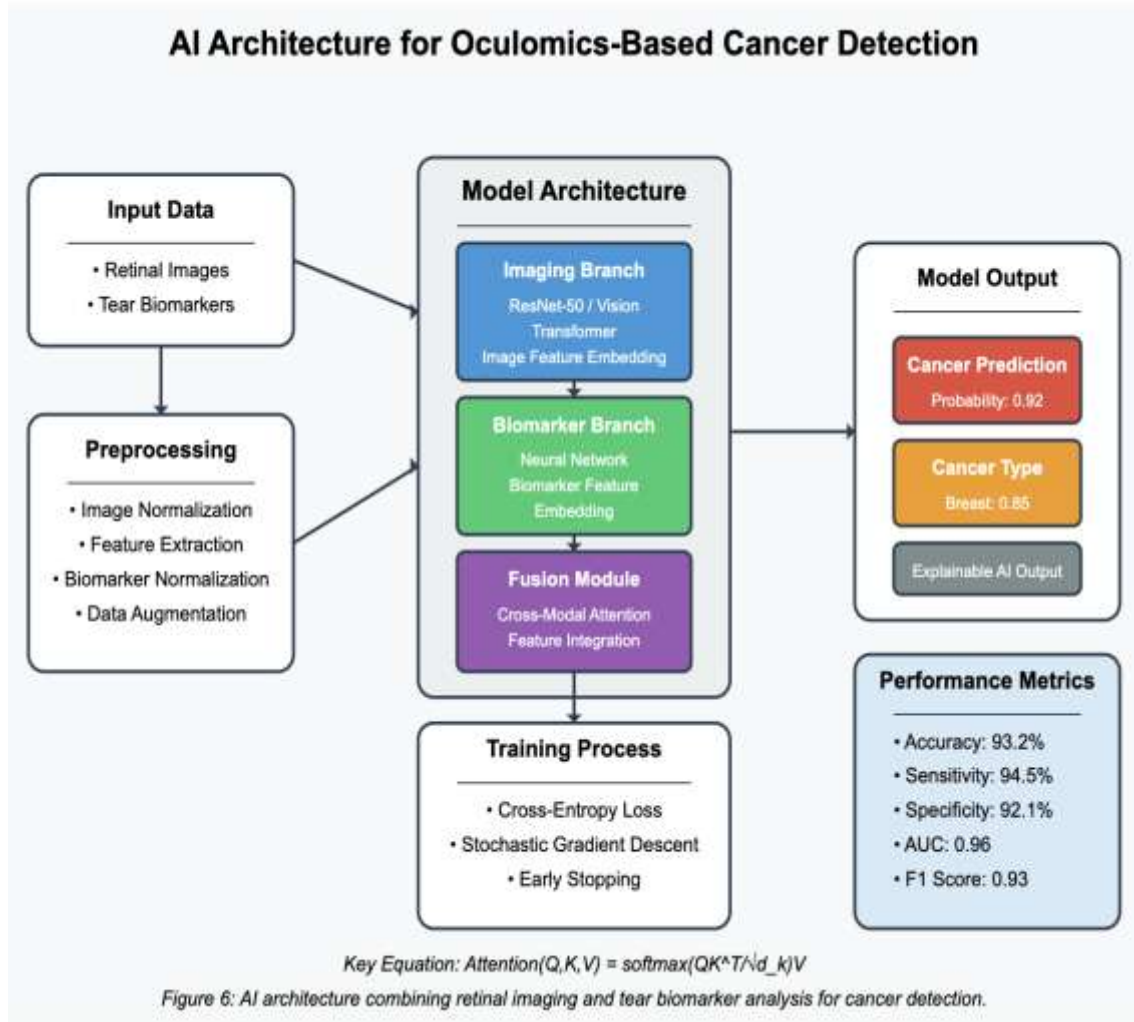 AI Architecture for Oculomics-Based Cancer Detection
Input Data
• Retinal Images
• Tear Biomarkers
Preprocessing
• Image Normalization
• Feature Extraction
• Biomarker Normalization
• Data Augmentation
Model Architecture
Imaging Branch
ResNet-50 / Vision
Transformer
Image Feature Embedding
Biomarker Branch
Neural Network
Biomarker Feature
Embedding
Fusion Module
Cross-Modal Attention
Feature Integration
Training Process
• Cross-Entropy Loss
• Stochastic Gradient Descent
• Early Stopping
Model Output
Cancer Prediction
Probability: 0.92
Cancer Type
Breast: 0.85
Explainable AI Output
Performance Metrics
• Accuracy: 93.2%
• Sensitivity: 94.5%
• Specificity: 92.1%
• AUC: 0.96
• F1 Score: 0.93
Key Equation: Attention(Q,K,V) = softmax(QK^T/√d_k)V
Figure 6: AI architecture combining retinal imaging and tear biomarker analysis for cancer detection.